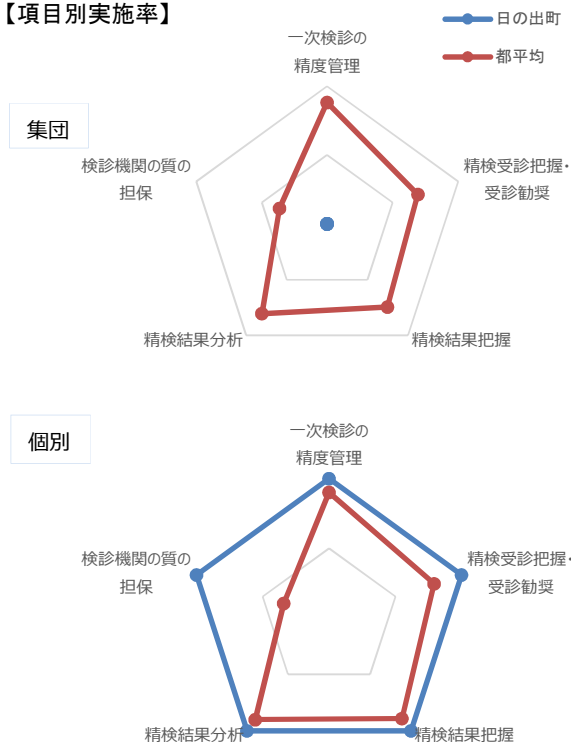 【項目別実施率】
日の出町
都平均
集団
一次検診の
精度管理
精検受診把握・
受診勧奨
精検結果把握
精検結果分析
検診機関の質の
担保
個別
一次検診の
精度管理
精検受診把握・
受診勧奨
精検結果把握
精検結果分析
検診機関の質の
担保